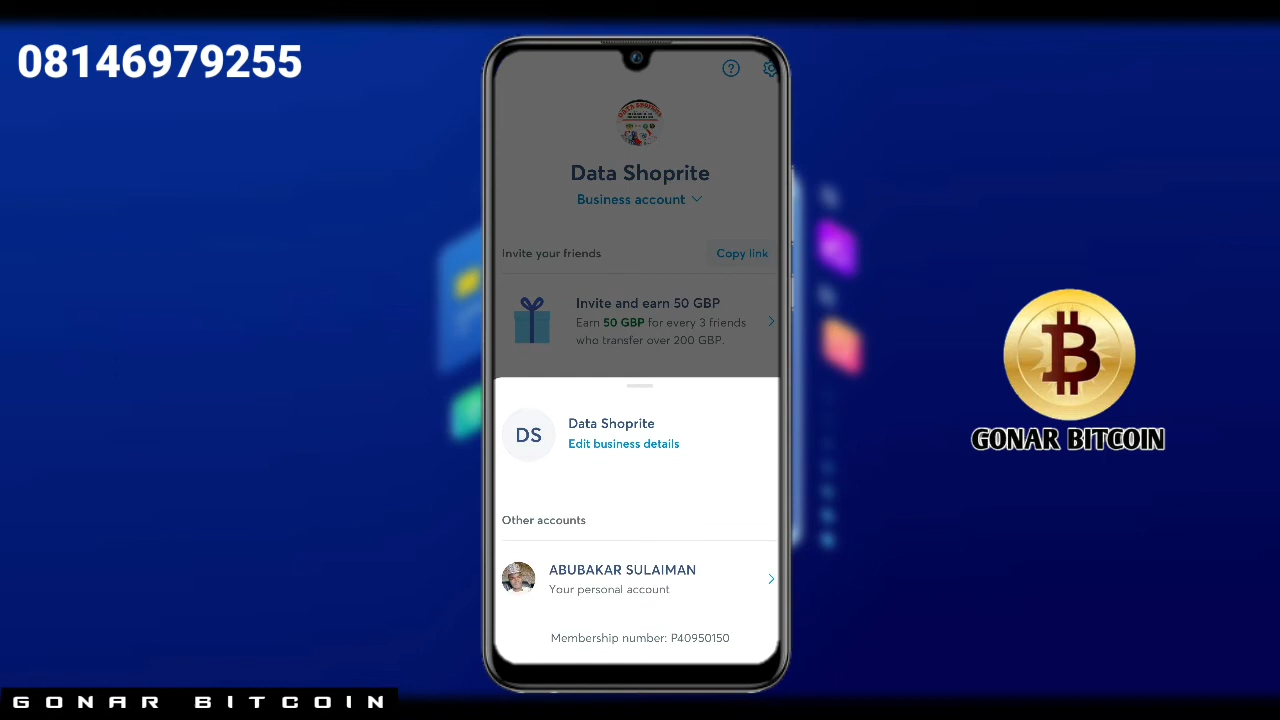 08146979255
Data Shoprite
Business account
Invite your friends
Copy link
Invite and earn 50 GBP
Earn 50 GBP for every 3 friends
who transfer over 200 GBP.
DS
Data Shoprite
Edit business details
Other accounts
ABUBAKAR SULAIMAN
Your personal account
Membership number: P40950150
GONAR BITCOIN
GONAR BITCOIN